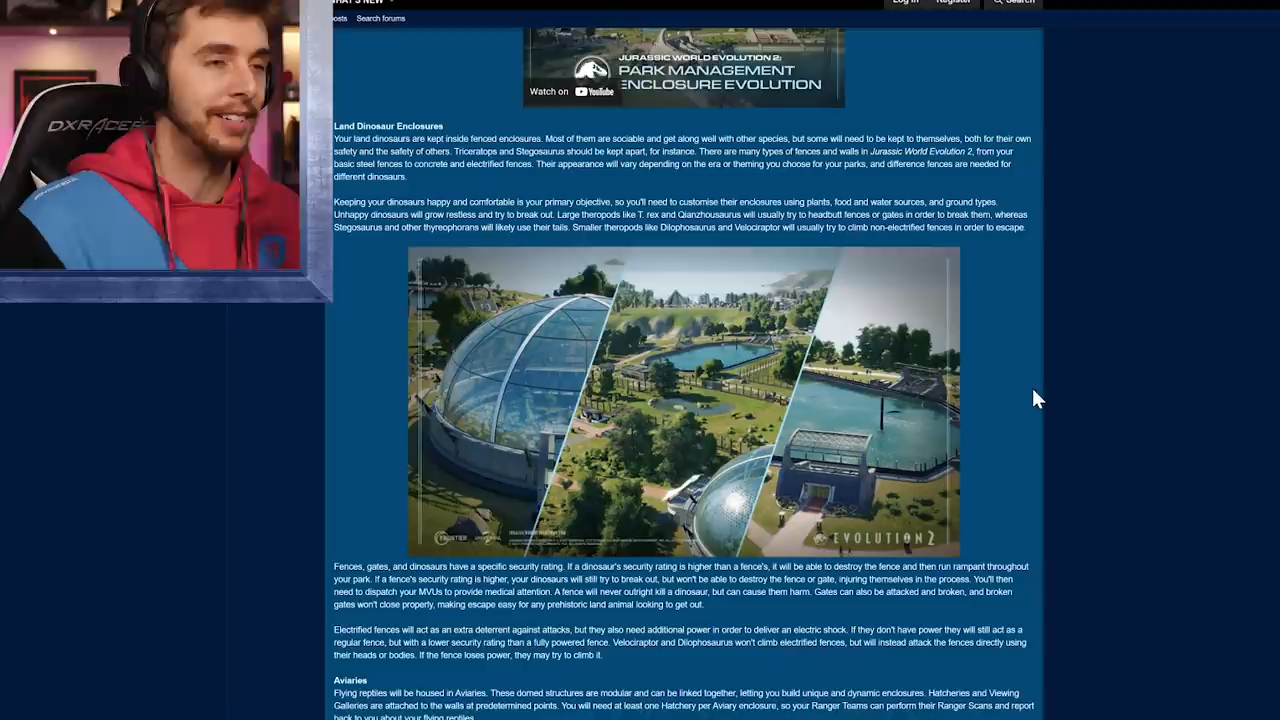 WHAT'S NEW
Log in Register Search
posts Search forums
JURASSIC WORLD EVOLUTION 2:
PARK MANAGEMENT
ENCLOSURE EVOLUTION
Watch on YouTube
DXRACER
Land Dinosaur Enclosures
Your land dinosaurs are kept inside fenced enclosures. Most of them are sociable and get along well with other species, but some will need to be kept to themselves, both for their own
safety and the safety of others. Triceratops and Stegosaurus should be kept apart, for instance. There are many types of fences and walls in Jurassic World Evolution 2, from your
basic steel fences to concrete and electrified fences. Their appearance will vary depending on the era or theming you choose for your parks, and difference fences are needed for
different dinosaurs.
Keeping your dinosaurs happy and comfortable is your primary objective, so you'll need to customise their enclosures using plants, food and water sources, and ground types.
Unhappy dinosaurs will grow restless and try to break out. Large theropods like T. rex and Qianzhousaurus will usually try to headbutt fences or gates in order to break them, whereas
Stegosaurus and other thyreophorans will likely use their tails. Smaller theropods like Dilophosaurus and Velociraptor will usually try to climb non-electrified fences in order to escape.
FRONTIER
EVOLUTION 2
Fences, gates, and dinosaurs have a specific security rating. If a dinosaur's security rating is higher than a fence's, it will be able to destroy the fence and then run rampant throughout
your park. If a fence's security rating is higher, your dinosaurs will still try to break out, but won't be able to destroy the fence or gate, injuring themselves in the process. You'll then
need to dispatch your MVUs to provide medical attention. A fence will never outright kill a dinosaur, but can cause them harm. Gates can also be attacked and broken, and broken
gates won't close properly, making escape easy for any prehistoric land animal looking to get out.
Electrified fences will act as an extra deterrent against attacks, but they also need additional power in order to deliver an electric shock. If they don't have power they will still act as a
regular fence, but with a lower security rating than a fully powered fence. Velociraptor and Dilophosaurus won't climb electrified fences, but will instead attack the fences directly using
their heads or bodies. If the fence loses power, they may try to climb it.
Aviaries
Flying reptiles will be housed in Aviaries. These domed structures are modular and can be linked together, letting you build unique and dynamic enclosures. Hatcheries and Viewing
Galleries are attached to the walls at predetermined points. You will need at least one Hatchery per Aviary enclosure, so your Ranger Teams can perform their Ranger Scans and report
back to you about your flying reptiles.